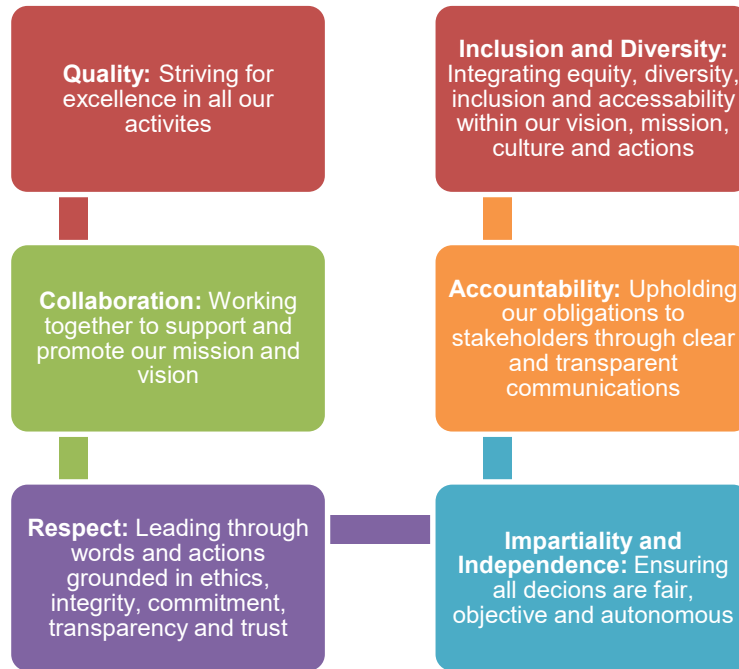 Quality: Striving for
excellence in all our
activites
Collaboration: Working
together to support and
promote our mission and
vision
Respect: Leading through
words and actions
grounded in ethics,
integrity, commitment,
transparency and trust
Impartiality and
Independence: Ensuring
all decions are fair,
objective and autonomous
Accountability: Upholding
our obligations to
stakeholders through clear
and transparent
communications
Inclusion and Diversity:
Integrating equity, diversity,
inclusion and accessability
within our vision, mission,
culture and actions